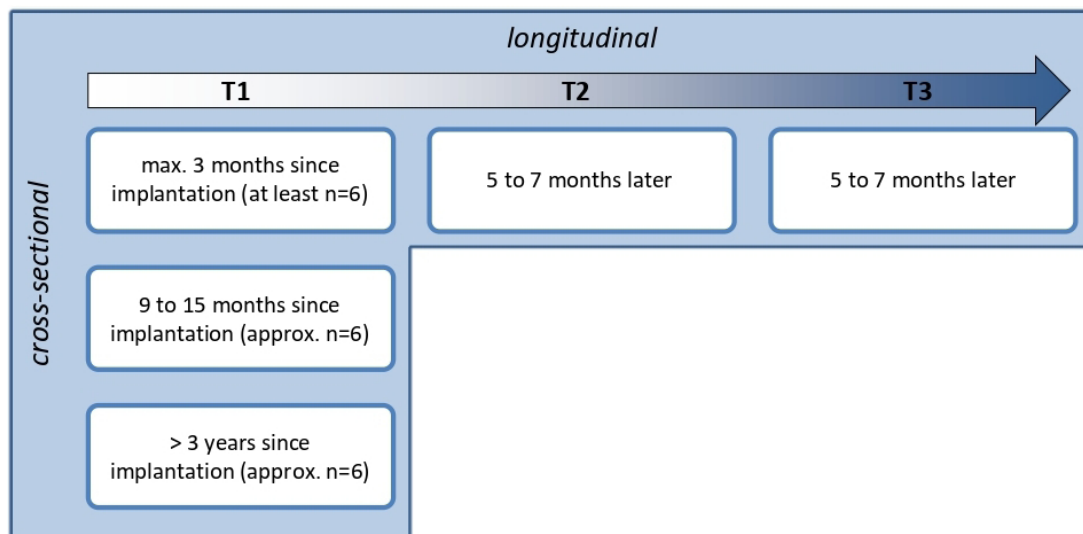 longitudinal
T1
T2
T3
cross-sectional
max. 3 months since
implantation (at least n=6)
5 to 7 months later
5 to 7 months later
9 to 15 months since
implantation (approx. n=6)
> 3 years since
implantation (approx. n=6)